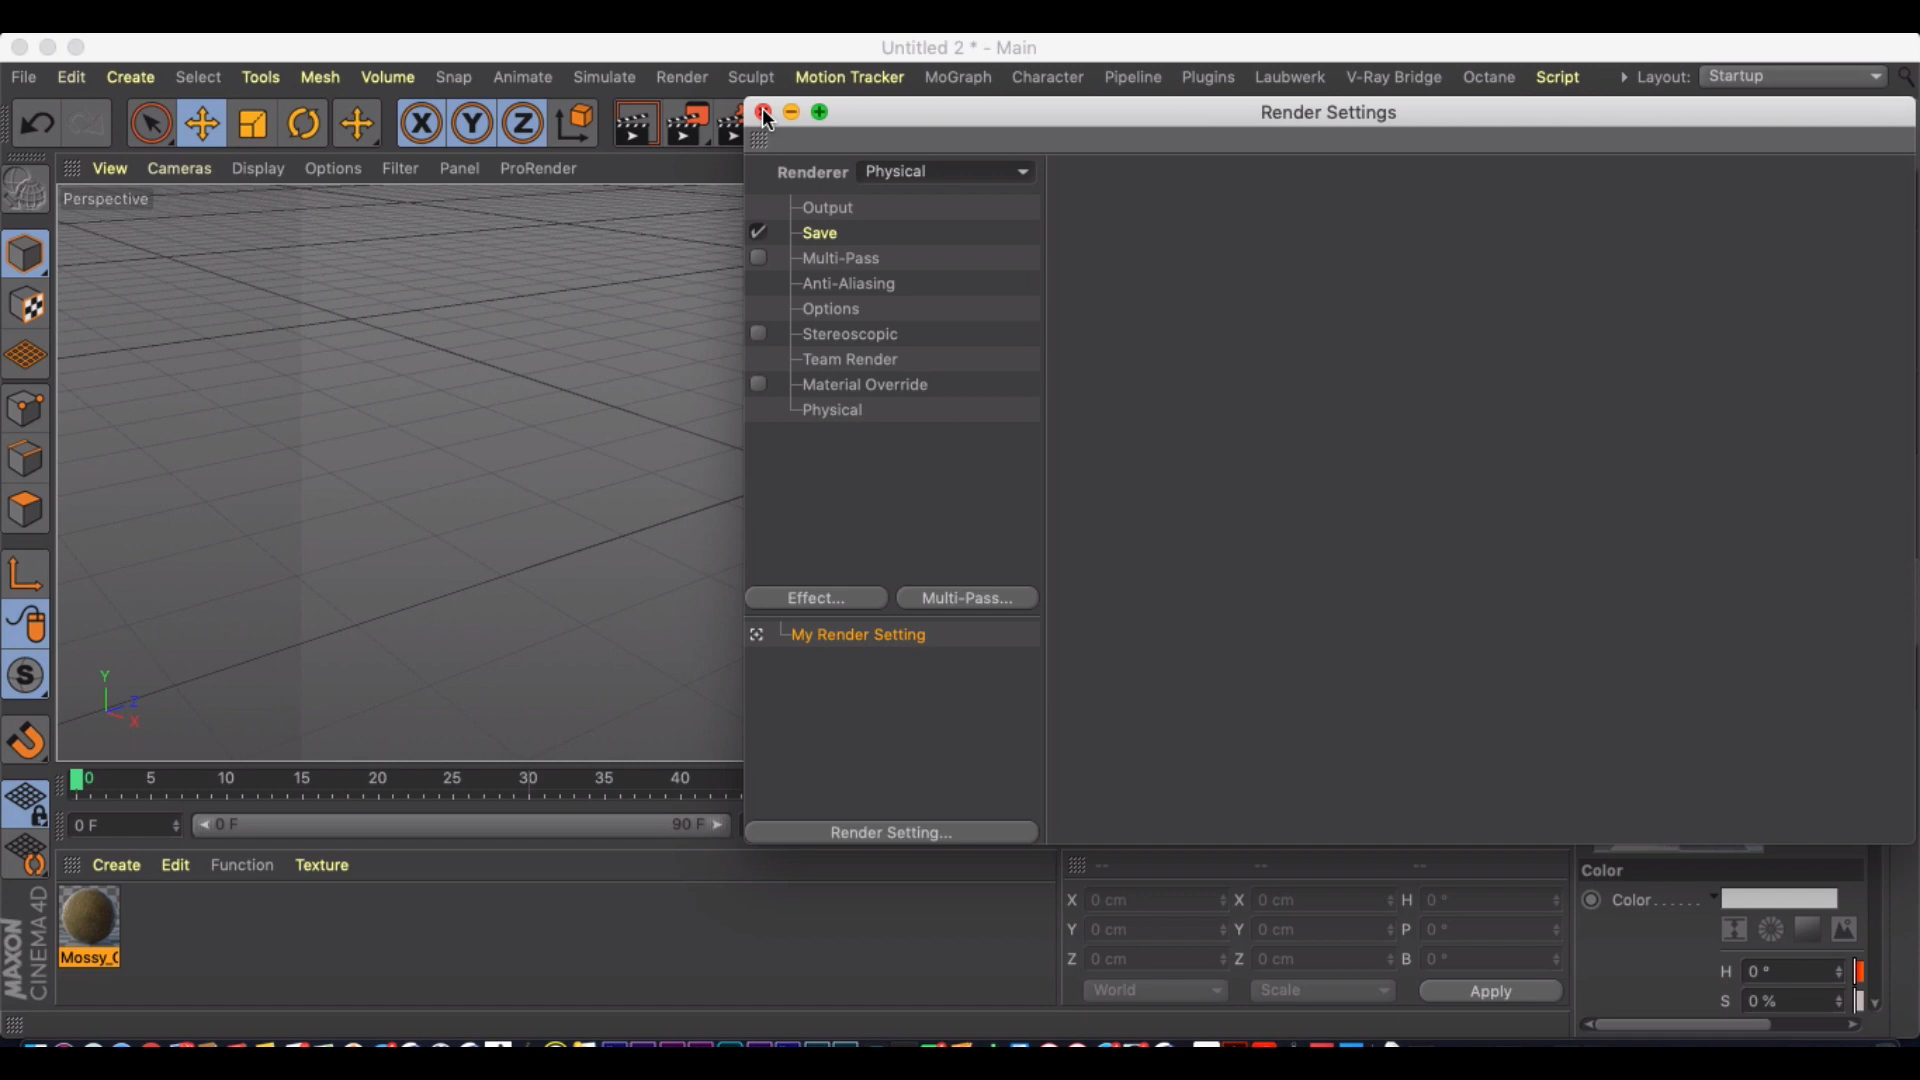 Untitled 2 * - Main
File Edit Create Select Tools Mesh Volume Snap Animate Simulate Render Sculpt Motion Tracker MoGraph Character Pipeline Plugins Laubwerk V-Ray Bridge Octane Script Layout: Startup
X Y Z
Render Settings
View Cameras Display Options Filter Panel ProRender
Perspective
Renderer Physical
Output
Save
Multi-Pass
Anti-Aliasing
Options
Stereoscopic
Team Render
Material Override
Physical
Effect... Multi-Pass...
My Render Setting
Render Setting...
S
Y
Z
X
0 5 10 15 20 25 30 35 40
0 F 0 F 90 F
Create Edit Function Texture
Mossy_
MAXON
CINEMA 4D
-- -- --
X 0 cm X 0 cm H 0 °
Y 0 cm Y 0 cm P 0 °
Z 0 cm Z 0 cm B 0 °
World Scale Apply
Color
Color......
H 0 °
S 0 %